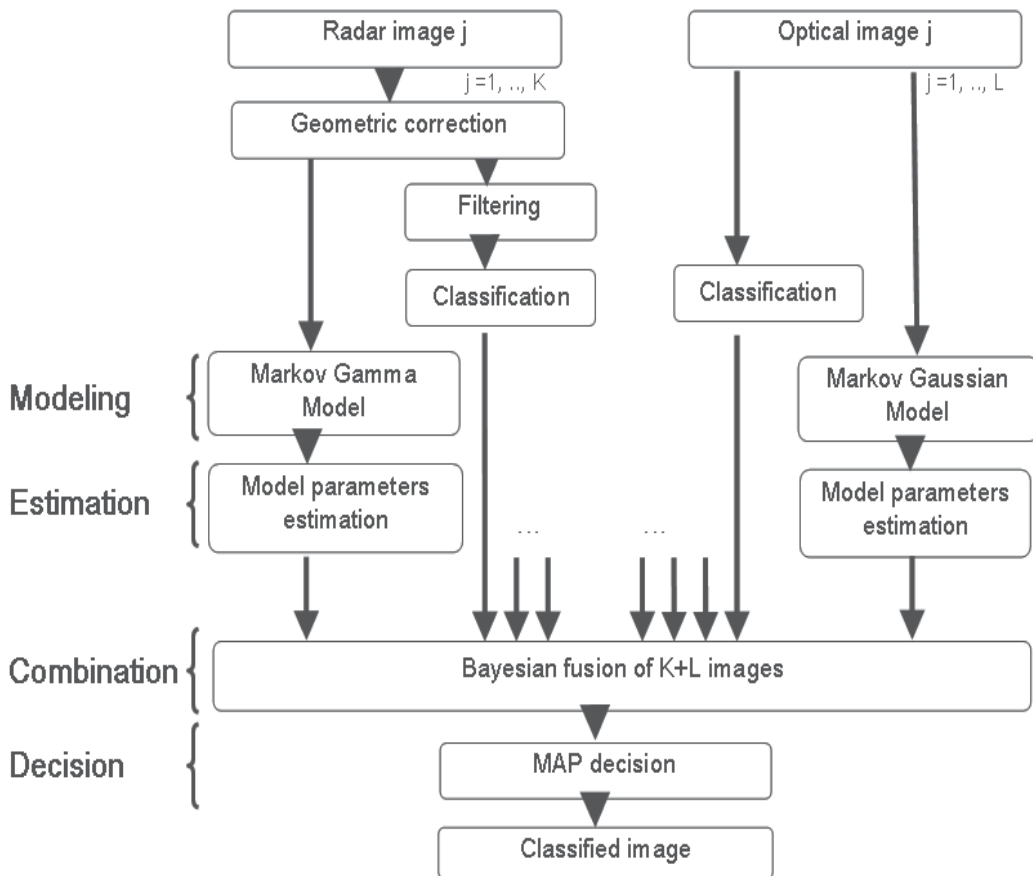 Radar image j
Optical image j
j =1, .., K
j =1, .., L
Geometric correction
Filtering
Classification
Classification
Modeling
Markov Gamma
Model
Markov Gaussian
Model
Estimation
Model parameters
estimation
Model parameters
estimation
...
...
Combination
Bayesian fusion of K+L images
Decision
MAP decision
Classified image